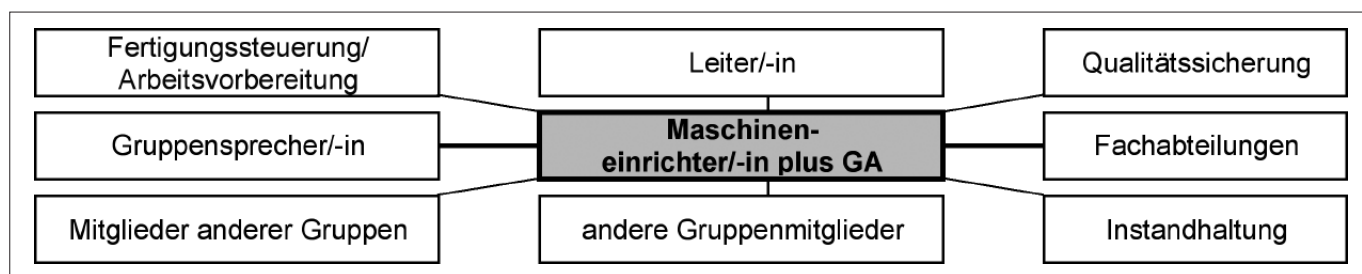 Fertigungssteuerung/
Arbeitsvorbereitung
Leiter/-in
Qualitätssicherung
Gruppensprecher/-in
Maschinen-
einrichter/-in plus GA
Fachabteilungen
Mitglieder anderer Gruppen
andere Gruppenmitglieder
Instandhaltung